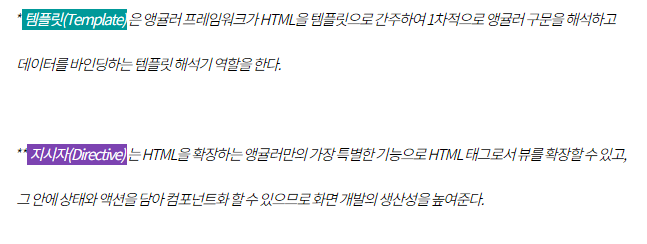 *템플릿(Template)은 앵귤러 프레임워크가 HTML을 템플릿으로 간주하여 1차적으로 앵귤러 구문을 해석하고
데이터를 바인딩하는 템플릿 해석기 역할을 한다.
**지시자(Directive)는 HTML을 확장하는 앵귤러만의 가장 특별한 기능으로 HTML 태그로서 뷰를 확장할 수 있고,
그 안에 상태와 액션을 담아 컴포넌트화 할 수 있으므로 화면 개발의 생산성을 높여준다.